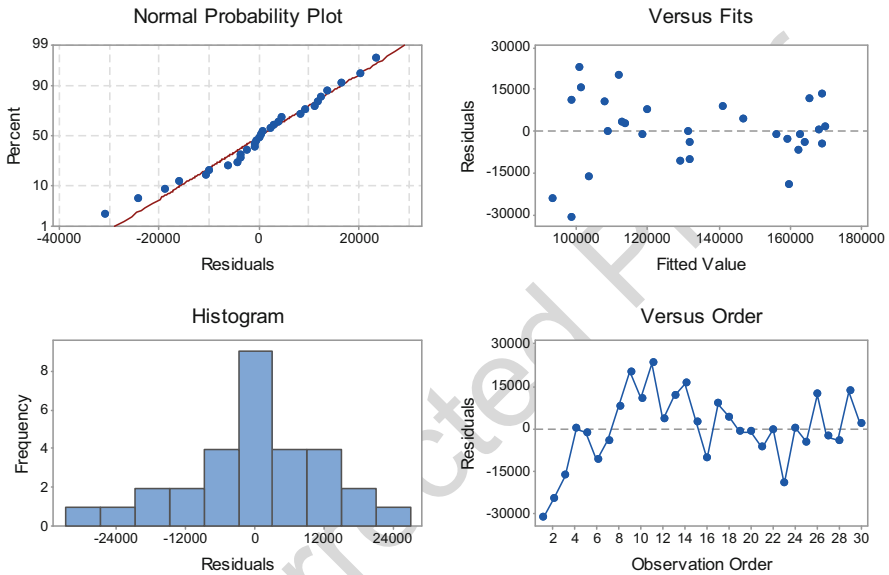 Normal Probability Plot
99
90
50
10
1
Percent
-40000 -20000 0 20000
Residuals
Versus Fits
30000
15000
0
-15000
-30000
Residuals
100000 120000 140000 160000 180000
Fitted Value
Histogram
8
6
4
2
0
Frequency
-24000 -12000 0 12000 24000
Residuals
Versus Order
30000
15000
0
-15000
-30000
Residuals
2 4 6 8 10 12 14 16 18 20 22 24 26 28 30
Observation Order